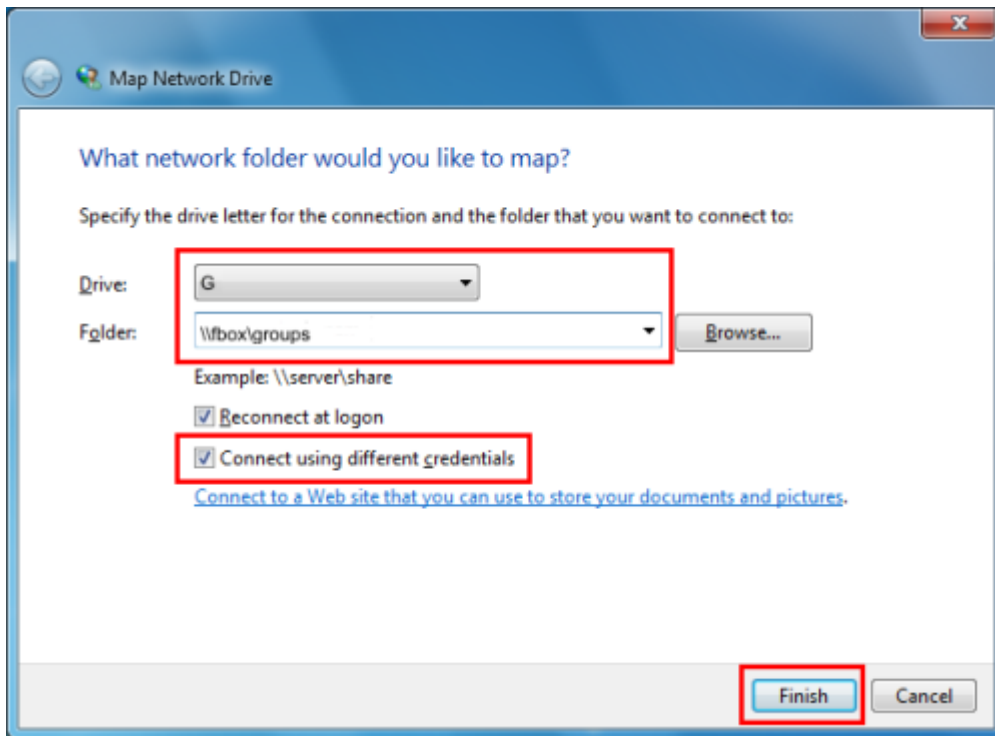 Map Network Drive
What network folder would you like to map?
Specify the drive letter for the connection and the folder that you want to connect to:
Drive: G
Folder: \\fbox\groups Browse...
Example: \\server\share
Reconnect at logon
Connect using different credentials
Connect to a Web site that you can use to store your documents and pictures.
Finish Cancel